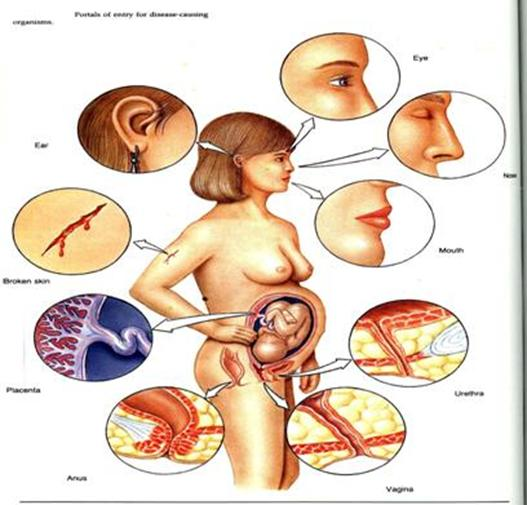 Portals of entry for disease-causing
organisms.
Eye
Ear
Nose
Mouth
Broken skin
Placenta
Urethra
Anus
Vagina